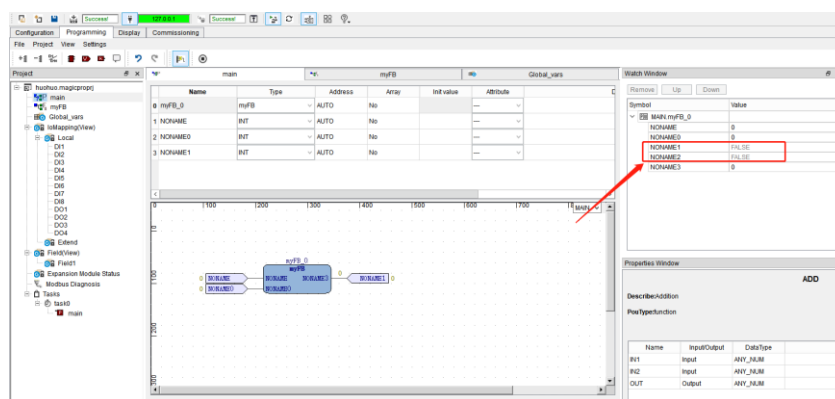 Success! 127.0.0.1 Success!
Configuration Programming Display Commissioning
File Project View Settings
Project main myFB Global_vars Watch Window
huohuo.magicproprj
main
myFB
Global_vars
IoMapping(View)
Local
DI1
DI2
DI3
DI4
DI5
DI6
DI7
DI8
DO1
DO2
DO3
DO4
Extend
Field(View)
Field1
Expansion Module Status
Modbus Diagnosis
Tasks
task0
main
Name Type Address Array Init value Attribute
0 myFB_0 myFB AUTO No ---
1 NONAME INT AUTO No ---
2 NONAME0 INT AUTO No ---
3 NONAME1 INT AUTO No ---
0 100 200 300 400 500 600 700 MAIN
myFB_0
myFB
0 NONAME NONAME NONAME3 0 NONAME1 0
0 NONAME0 NONAME0
100
200
300
Remove Up Down
Symbol Value
MAIN.myFB_0
NONAME 0
NONAME0 0
NONAME1 FALSE
NONAME2 FALSE
NONAME3 0
Properties Window
ADD
Describe:Addition
PouType:function
Name Input/Output DataType
IN1 Input ANY_NUM
IN2 Input ANY_NUM
OUT Output ANY_NUM